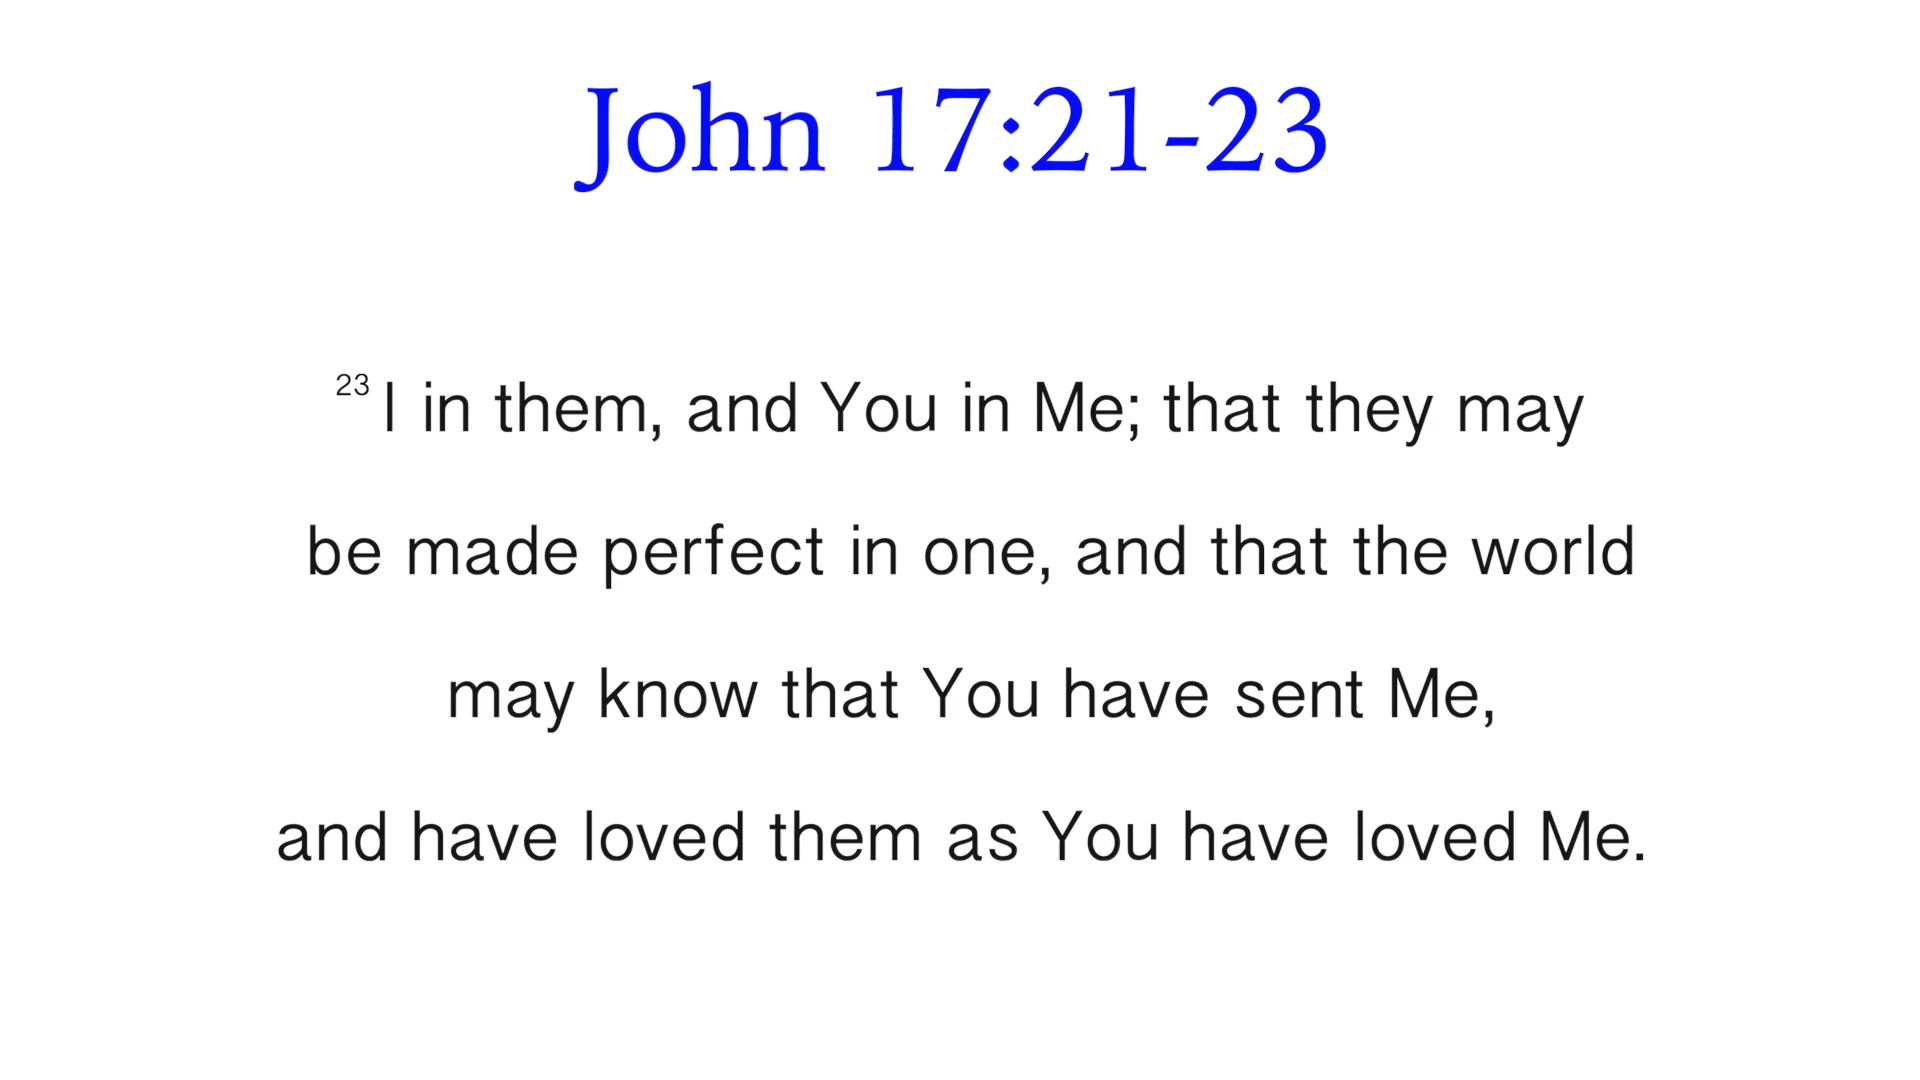 John 17:21-23
23 I in them, and You in Me; that they may
be made perfect in one, and that the world
may know that You have sent Me,
and have loved them as You have loved Me.